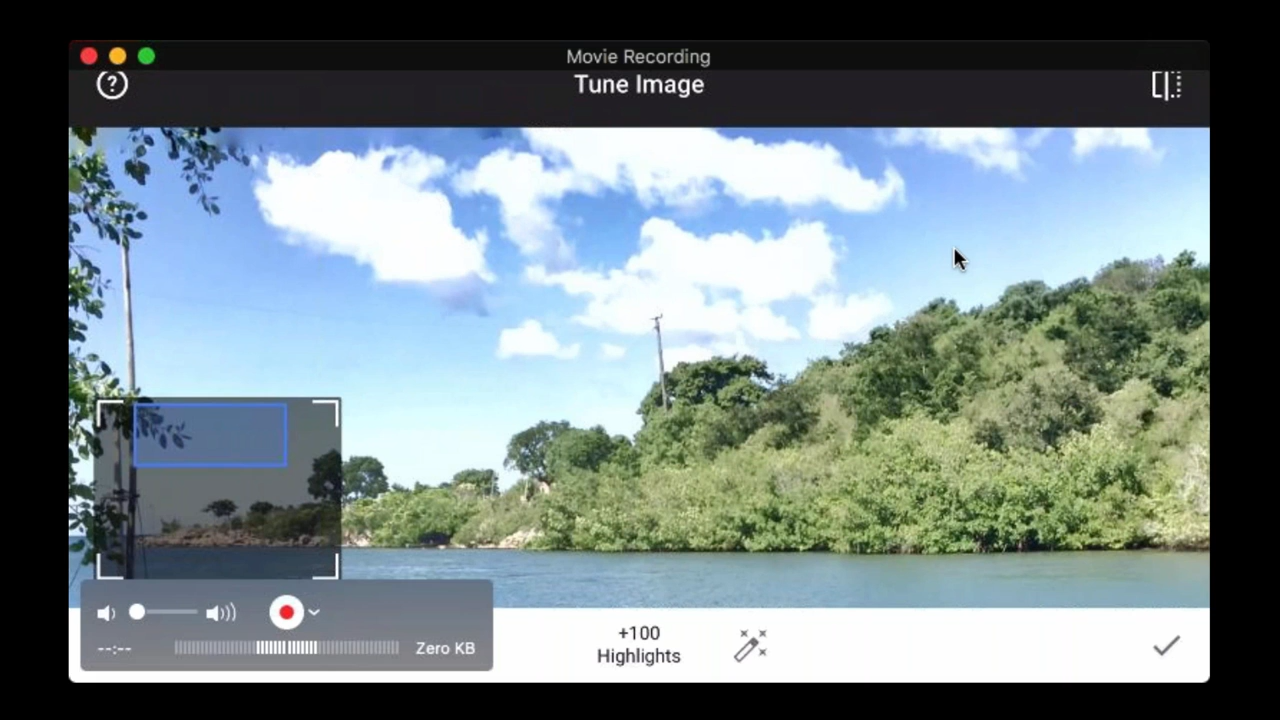 Movie Recording
?
Tune Image
--:--
Zero KB
+100
Highlights